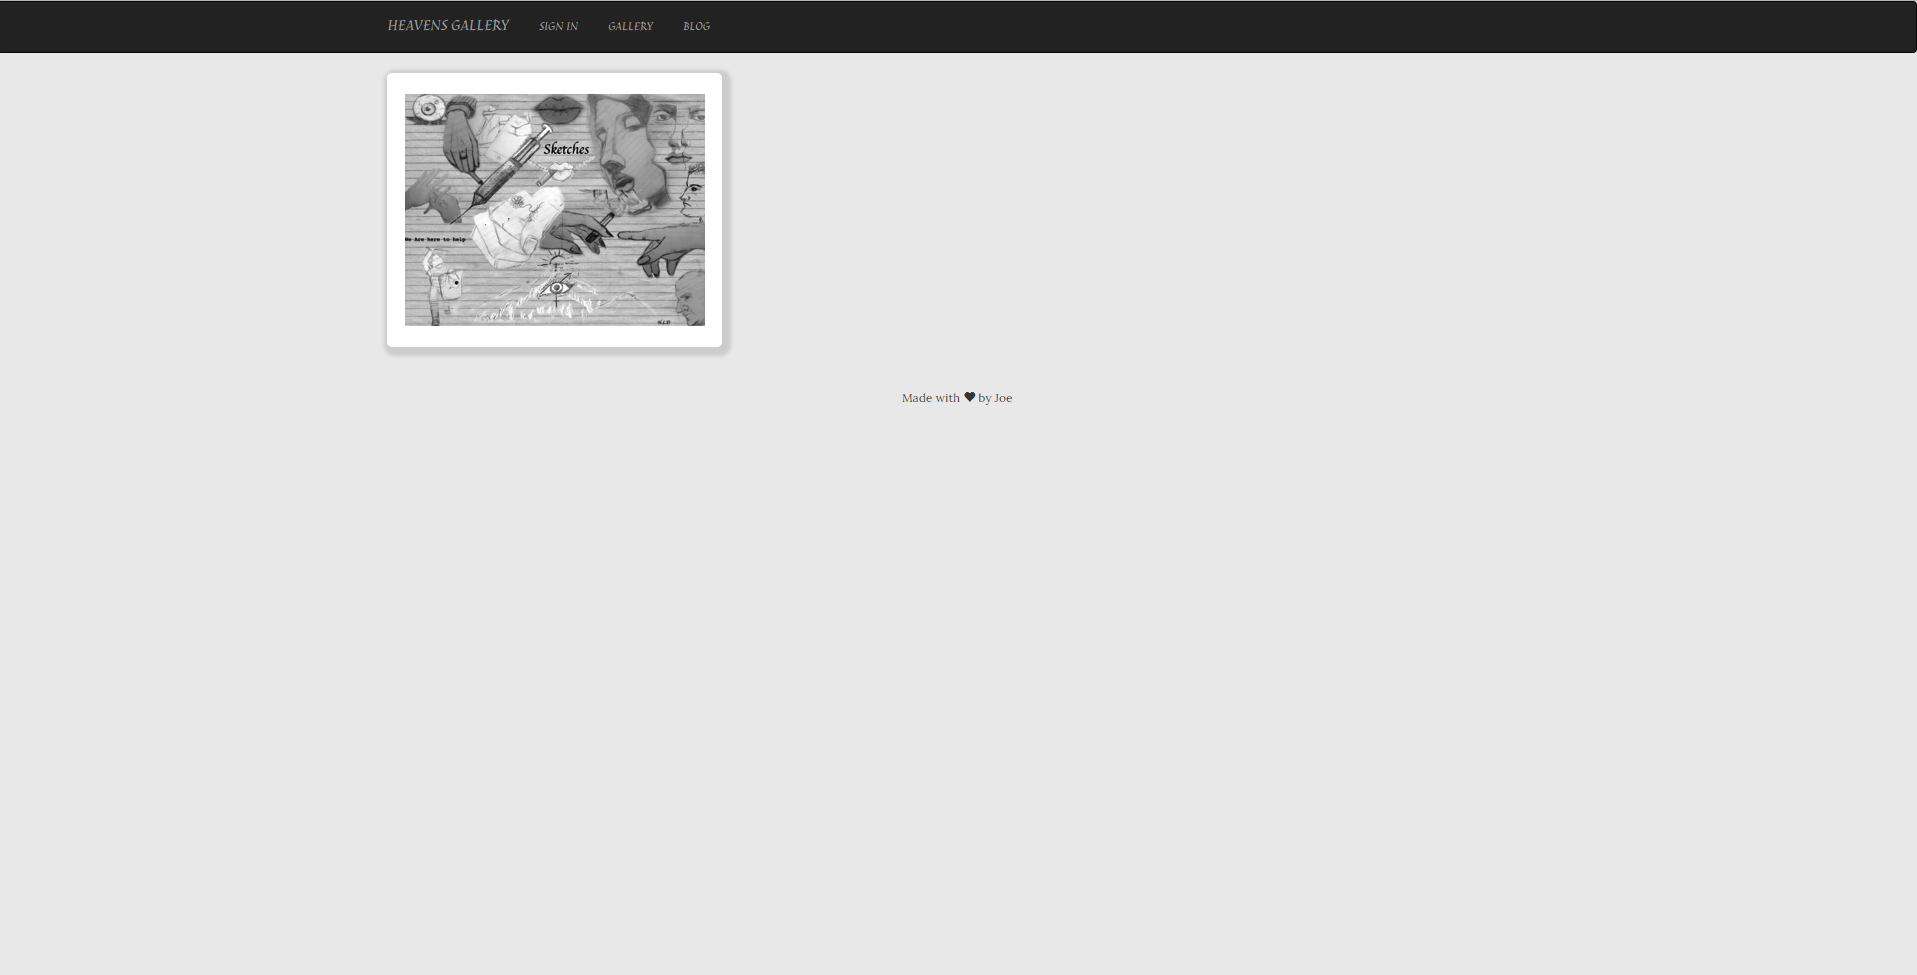 HEAVENS GALLERY
SIGN IN
GALLERY
BLOG
Sketches
We Are here to help
Made with ♥ by Joe